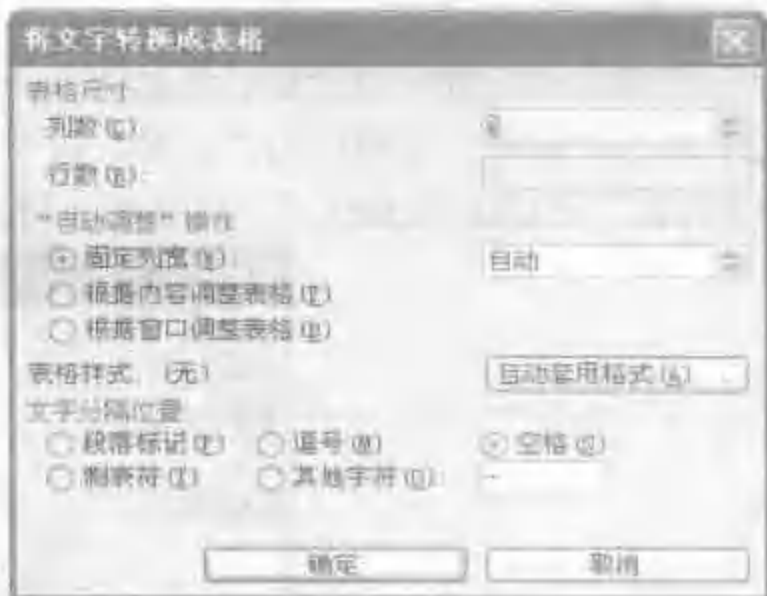 将文字转换成表格
表格尺寸
列数(C):
行数(R):
“自动调整”操作
固定列宽(W): 自动
根据内容调整表格(F)
根据窗口调整表格(D)
表格样式: (无) 自动套用格式(A)...
文字分隔位置
段落标记(P) 逗号(M) 空格(S)
制表符(T) 其他字符(O): -
确定 取消